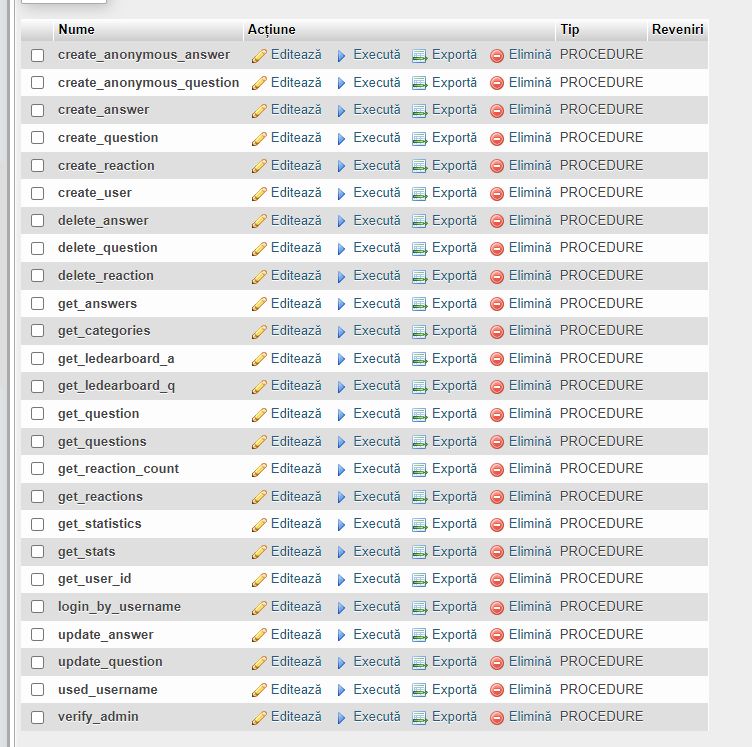 Nume Acțiune Tip Reveniri
create_anonymous_answer Editează Execută Exportă Elimină PROCEDURE
create_anonymous_question Editează Execută Exportă Elimină PROCEDURE
create_answer Editează Execută Exportă Elimină PROCEDURE
create_question Editează Execută Exportă Elimină PROCEDURE
create_reaction Editează Execută Exportă Elimină PROCEDURE
create_user Editează Execută Exportă Elimină PROCEDURE
delete_answer Editează Execută Exportă Elimină PROCEDURE
delete_question Editează Execută Exportă Elimină PROCEDURE
delete_reaction Editează Execută Exportă Elimină PROCEDURE
get_answers Editează Execută Exportă Elimină PROCEDURE
get_categories Editează Execută Exportă Elimină PROCEDURE
get_ledearboard_a Editează Execută Exportă Elimină PROCEDURE
get_ledearboard_q Editează Execută Exportă Elimină PROCEDURE
get_question Editează Execută Exportă Elimină PROCEDURE
get_questions Editează Execută Exportă Elimină PROCEDURE
get_reaction_count Editează Execută Exportă Elimină PROCEDURE
get_reactions Editează Execută Exportă Elimină PROCEDURE
get_statistics Editează Execută Exportă Elimină PROCEDURE
get_stats Editează Execută Exportă Elimină PROCEDURE
get_user_id Editează Execută Exportă Elimină PROCEDURE
login_by_username Editează Execută Exportă Elimină PROCEDURE
update_answer Editează Execută Exportă Elimină PROCEDURE
update_question Editează Execută Exportă Elimină PROCEDURE
used_username Editează Execută Exportă Elimină PROCEDURE
verify_admin Editează Execută Exportă Elimină PROCEDURE